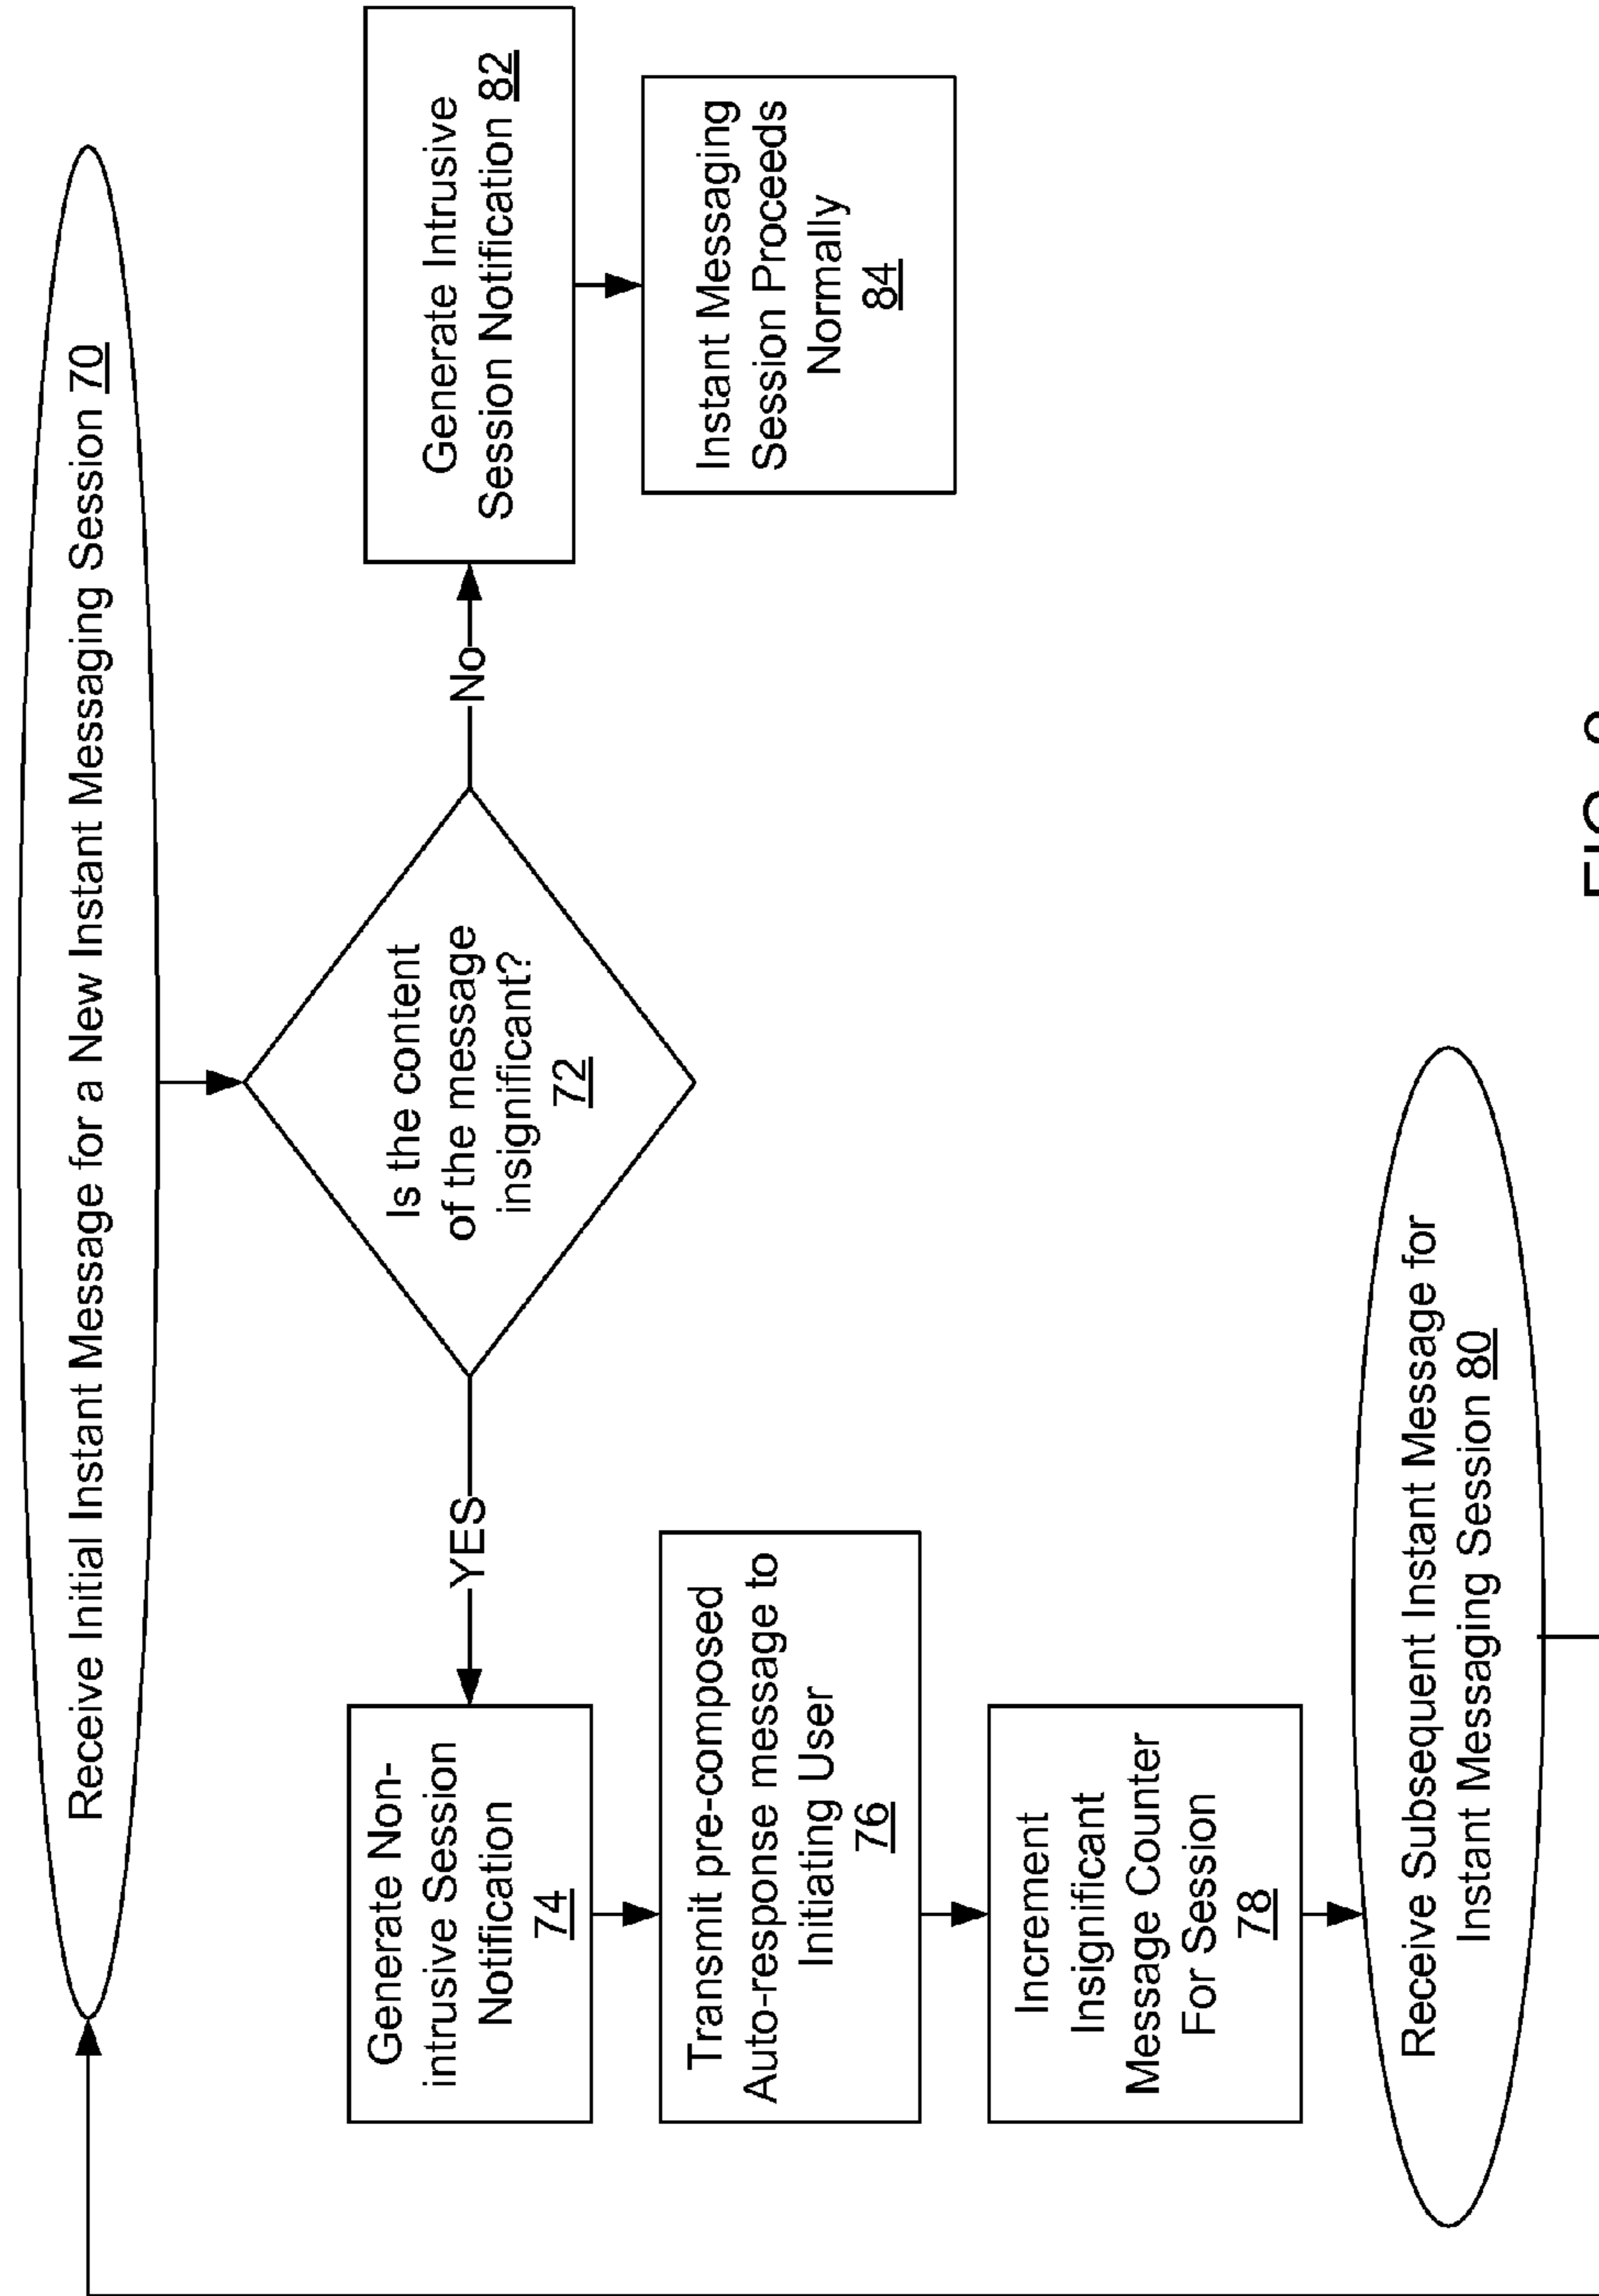 Receive Initial Instant Message for a New Instant Messaging Session 70
Is the content
of the message
insignificant?
72
YES
No
Generate Non-
intrusive Session
Notification
74
Transmit pre-composed
Auto-response message to
Initiating User
76
Increment
Insignificant
Message Counter
For Session
78
Receive Subsequent Instant Message for
Instant Messaging Session 80
Generate Intrusive
Session Notification 82
Instant Messaging
Session Proceeds
Normally
84